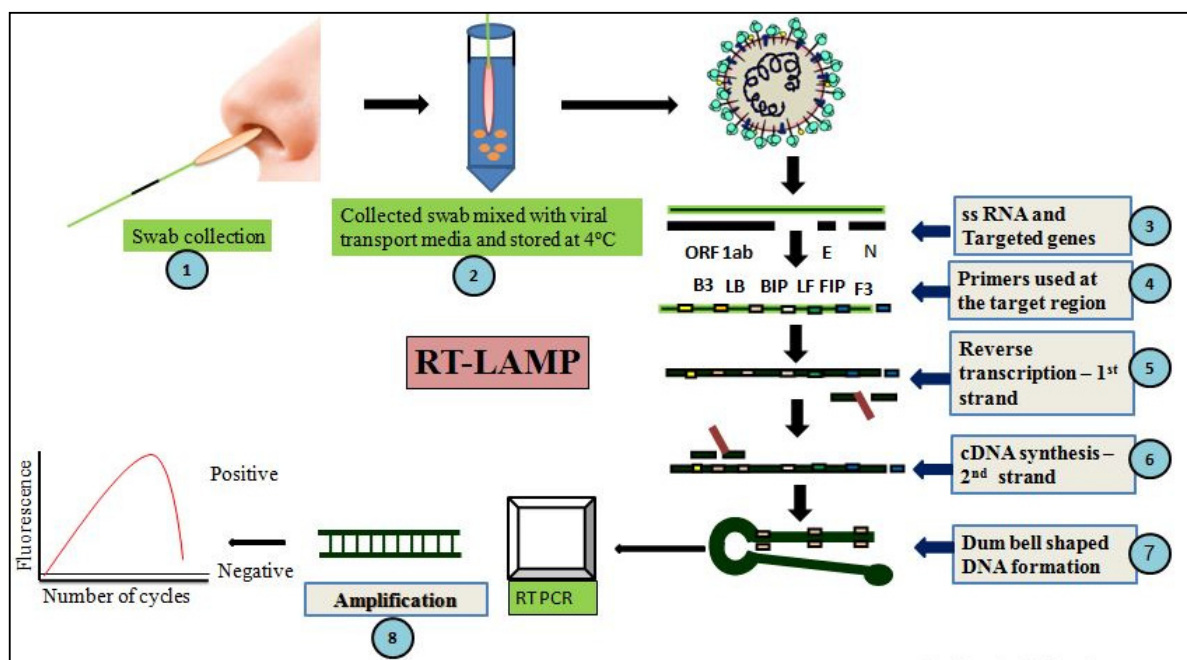 Swab collection
1
Collected swab mixed with viral
transport media and stored at 4°C
2
ss RNA and
Targeted genes
3
ORF 1ab E N
B3 LB BIP LF FIP F3
Primers used at
the target region
4
RT-LAMP
Reverse
transcription – 1st
strand
5
cDNA synthesis –
2nd strand
6
Dum bell shaped
DNA formation
7
RT PCR
Amplification
8
Positive
Negative
Fluorescence
Number of cycles